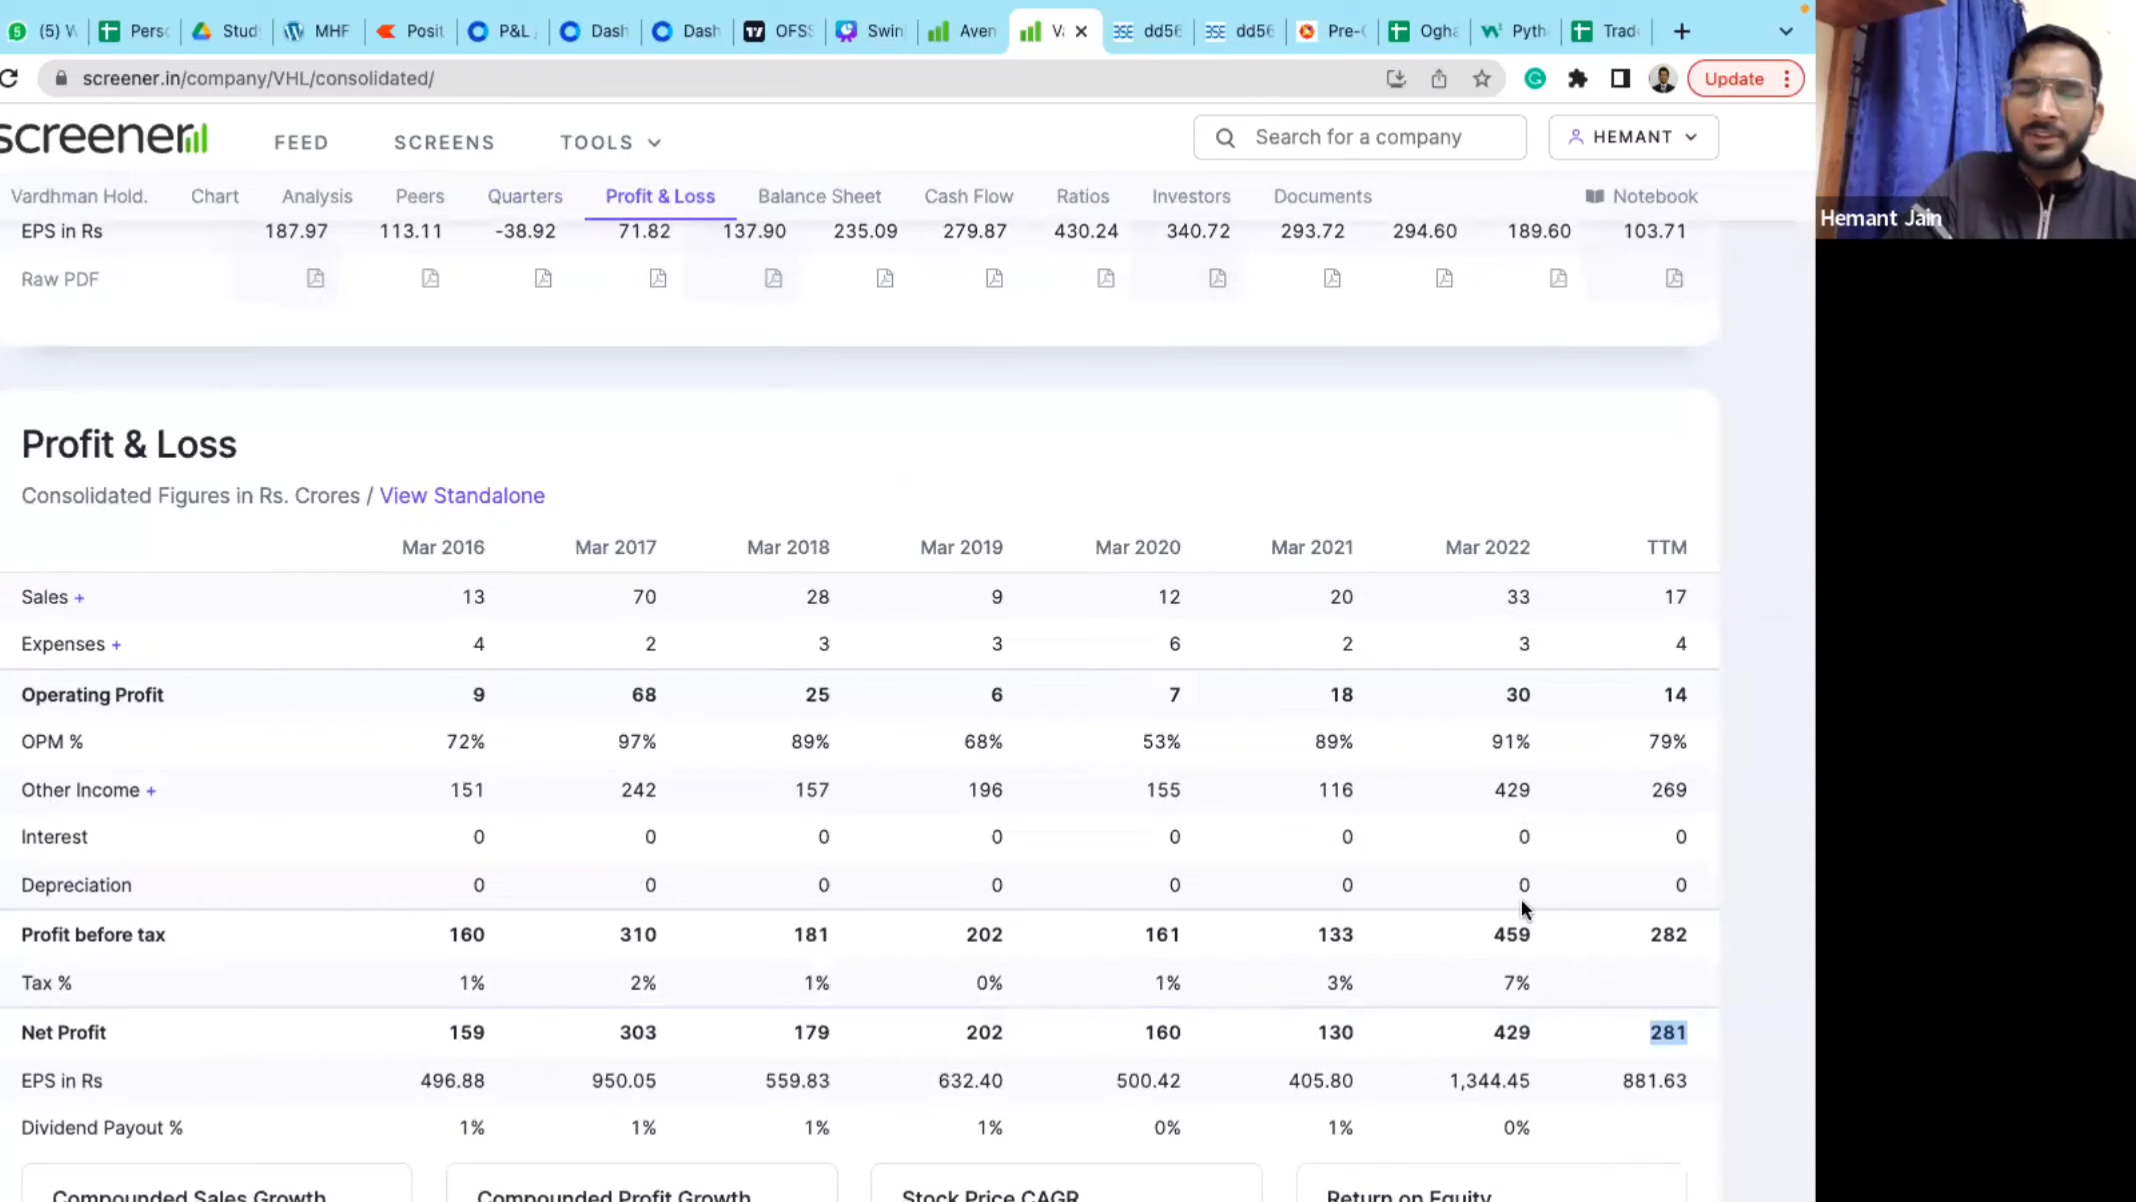 (5) W Pers Stud MHF Posit P&L Dash Dash OFSS Swin Aven V dd56 dd56 Pre-C Ogha Pyth Trad
screener.in/company/VHL/consolidated/ Update
screener FEED SCREENS TOOLS Search for a company HEMANT
Vardhman Hold. Chart Analysis Peers Quarters Profit & Loss Balance Sheet Cash Flow Ratios Investors Documents Notebook
Hemant Jain
EPS in Rs 187.97 113.11 -38.92 71.82 137.90 235.09 279.87 430.24 340.72 293.72 294.60 189.60 103.71
Raw PDF
Profit & Loss
Consolidated Figures in Rs. Crores / View Standalone
Mar 2016 Mar 2017 Mar 2018 Mar 2019 Mar 2020 Mar 2021 Mar 2022 TTM
Sales + 13 70 28 9 12 20 33 17
Expenses + 4 2 3 3 6 2 3 4
Operating Profit 9 68 25 6 7 18 30 14
OPM % 72% 97% 89% 68% 53% 89% 91% 79%
Other Income + 151 242 157 196 155 116 429 269
Interest 0 0 0 0 0 0 0 0
Depreciation 0 0 0 0 0 0 0 0
Profit before tax 160 310 181 202 161 133 459 282
Tax % 1% 2% 1% 0% 1% 3% 7%
Net Profit 159 303 179 202 160 130 429 281
EPS in Rs 496.88 950.05 559.83 632.40 500.42 405.80 1,344.45 881.63
Dividend Payout % 1% 1% 1% 1% 0% 1% 0%
Compounded Sales Growth Compounded Profit Growth Stock Price CAGR Return on Equity